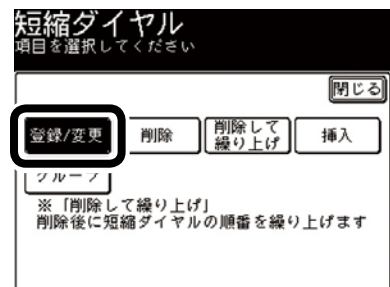 短縮ダイヤル
項目を選択してください
閉じる
登録/変更
削除
削除して
繰り上げ
挿入
グループ
※「削除して繰り上げ」
削除後に短縮ダイヤルの順番を繰り上げます